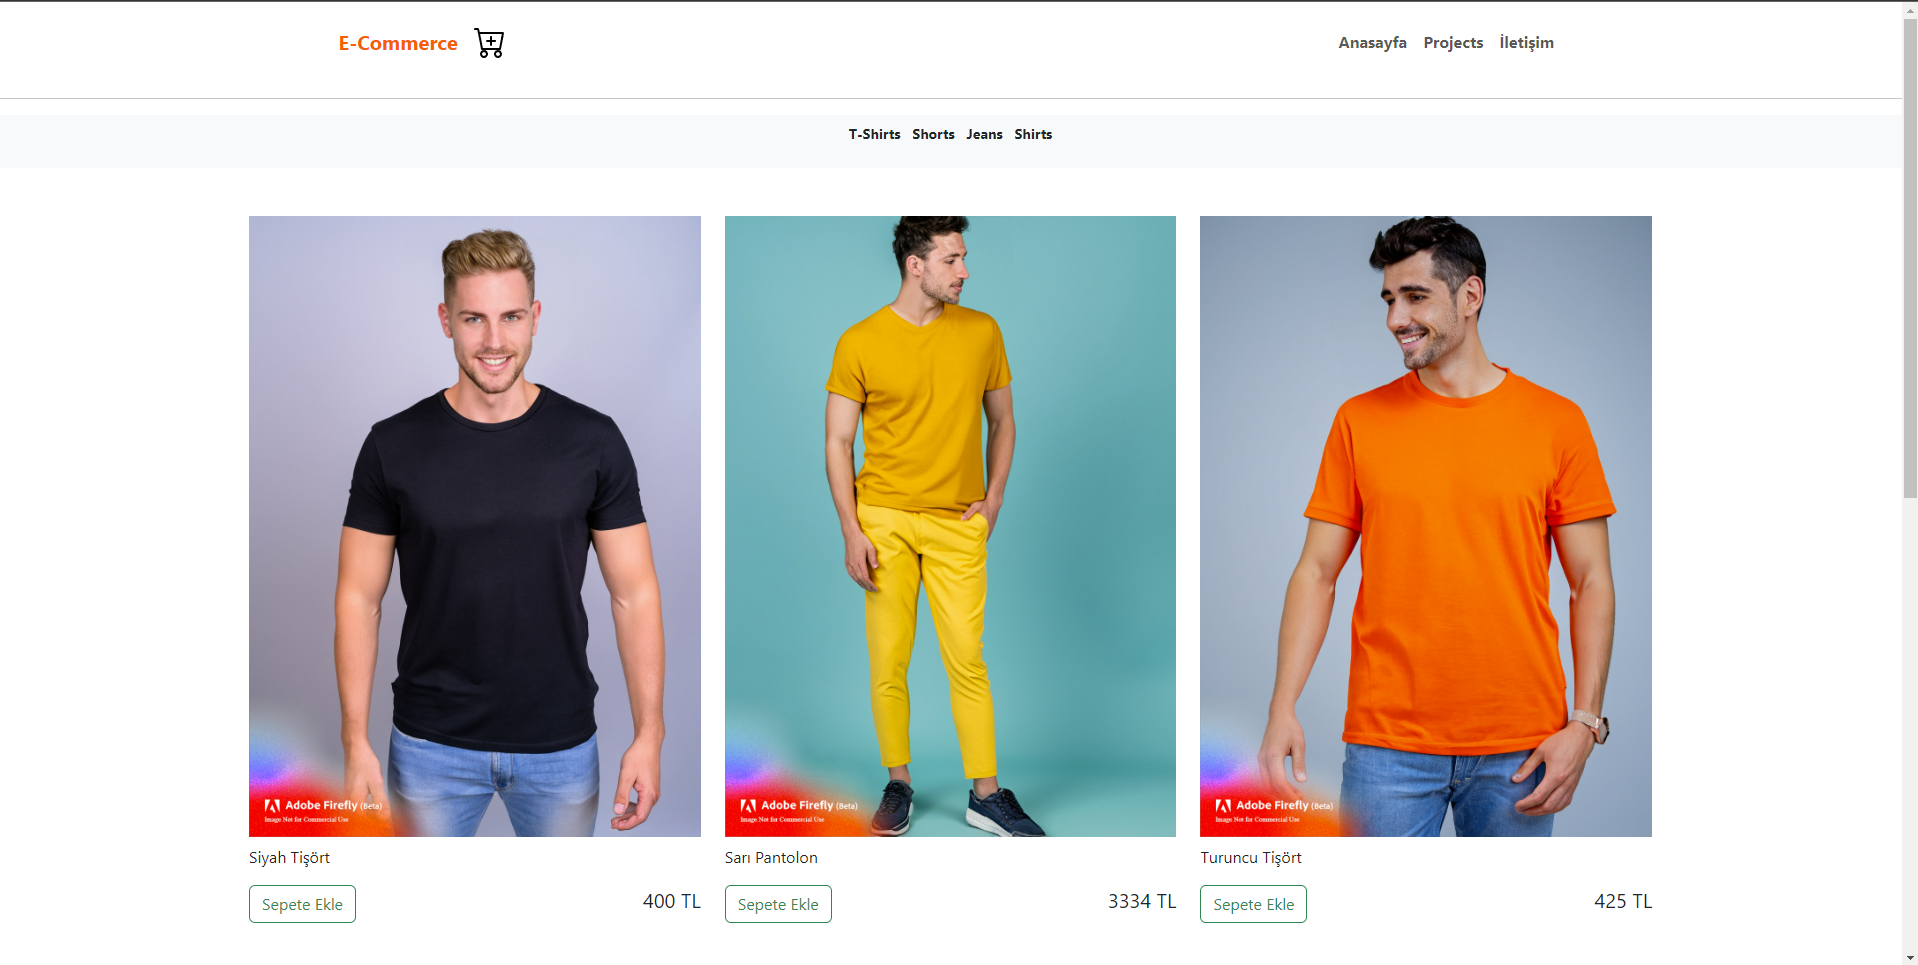 E-Commerce
Anasayfa Projects İletişim
T-Shirts Shorts Jeans Shirts
Adobe Firefly (Beta)
Image Not for Commercial Use
Adobe Firefly (Beta)
Image Not for Commercial Use
Adobe Firefly (Beta)
Image Not for Commercial Use
Siyah Tişört
Sarı Pantolon
Turuncu Tişört
Sepete Ekle 400 TL
Sepete Ekle 3334 TL
Sepete Ekle 425 TL